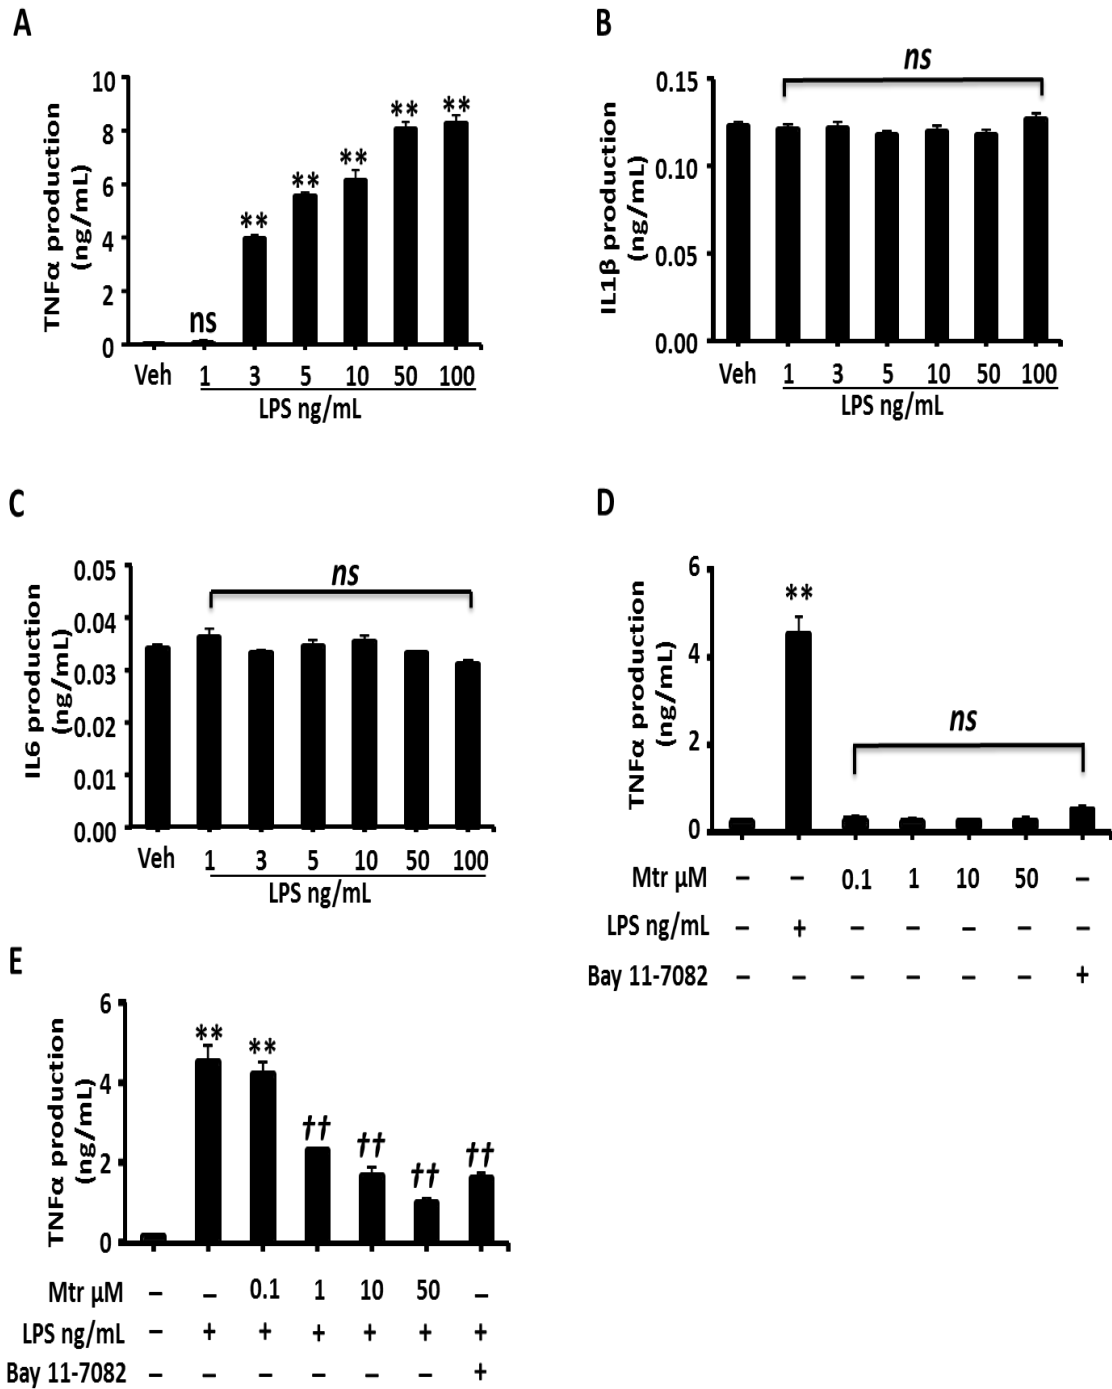 A
TNFα production
(ng/mL)
10
8
6
4
2
0
ns
**
**
**
**
**
Veh 1 3 5 10 50 100
LPS ng/mL
B
IL1β production
(ng/mL)
0.15
0.10
0.05
0.00
ns
Veh 1 3 5 10 50 100
LPS ng/mL
C
IL6 production
(ng/mL)
0.05
0.04
0.03
0.02
0.01
0.00
ns
Veh 1 3 5 10 50 100
LPS ng/mL
D
TNFα production
(ng/mL)
6
4
2
0
**
ns
Mtr μM – – 0.1 1 10 50 –
LPS ng/mL – + – – – – –
Bay 11-7082 – – – – – – +
E
TNFα production
(ng/mL)
6
4
2
0
**
**
††
††
††
††
Mtr μM – – 0.1 1 10 50 –
LPS ng/mL – + + + + + +
Bay 11-7082 – – – – – – +